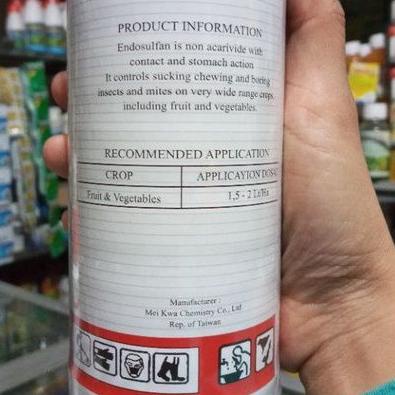 PRODUCT INFORMATION
Endosulfan is non acarivide with
contact and stomach action
It controls sucking chewing and boring
insects and mites on very wide range crops
including fruit and vegetables.
RECOMMENDED APPLICATION
CROP APPLICAYION DOSAG
Fruit & Vegetables 1,5 - 2 Lt/Ha
Manufacturer :
Mei Kwa Chemistry Co., Ltd
Rep. of Taiwan